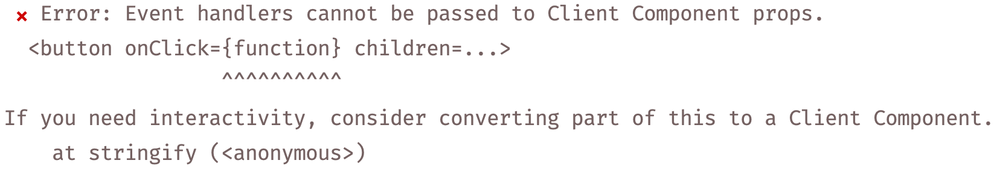 × Error: Event handlers cannot be passed to Client Component props.
<button onClick={function} children=...>
^^^^^^^^^^
If you need interactivity, consider converting part of this to a Client Component.
at stringify (<anonymous>)